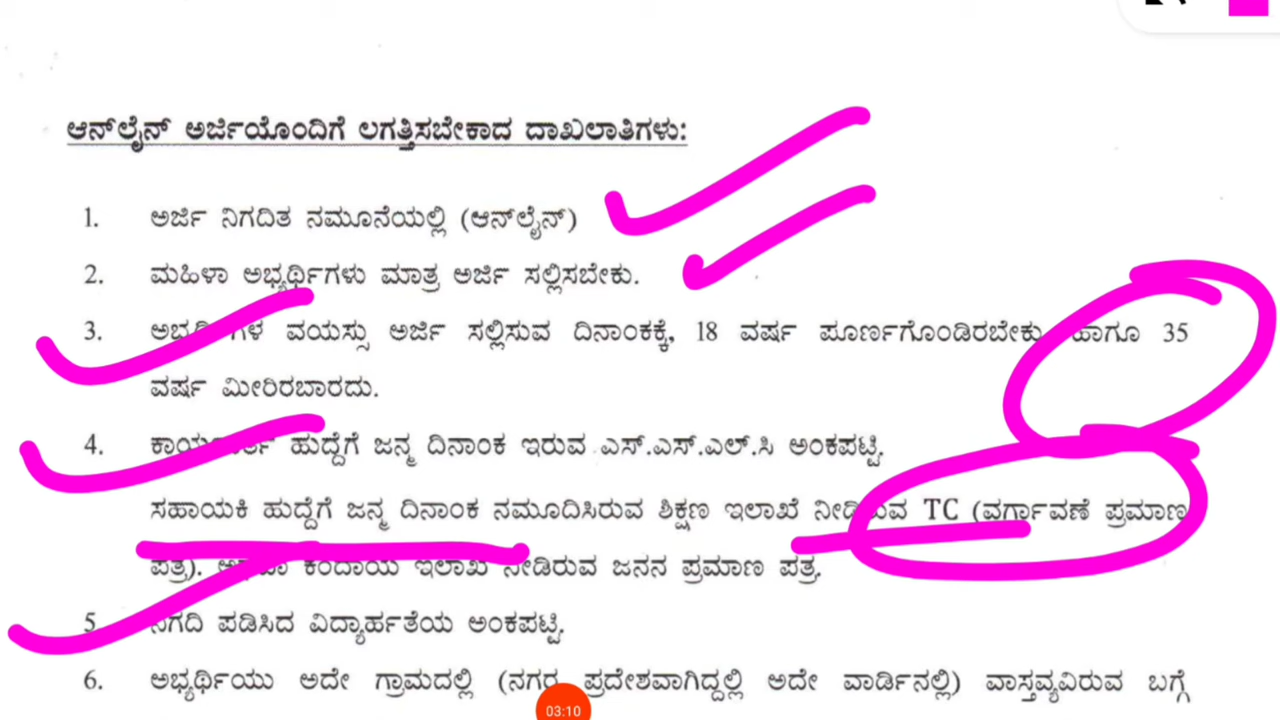 ಆನ್‌ಲೈನ್ ಅರ್ಜಿಯೊಂದಿಗೆ ಲಗತ್ತಿಸಬೇಕಾದ ದಾಖಲಾತಿಗಳು:
1. ಅರ್ಜಿ ನಿಗದಿತ ನಮೂನೆಯಲ್ಲಿ (ಆನ್‌ಲೈನ್)
2. ಮಹಿಳಾ ಅಭ್ಯರ್ಥಿಗಳು ಮಾತ್ರ ಅರ್ಜಿ ಸಲ್ಲಿಸಬೇಕು.
3. ವಯಸ್ಸು ಅರ್ಜಿ ಸಲ್ಲಿಸುವ ದಿನಾಂಕಕ್ಕೆ, 18 ವರ್ಷ ಪೂರ್ಣಗೊಂಡಿರಬೇಕು ಹಾಗೂ 35
ವರ್ಷ ಮೀರಿರಬಾರದು.
4. ಹುದ್ದೆಗೆ ಜನ್ಮ ದಿನಾಂಕ ಇರುವ ಎಸ್.ಎಸ್.ಎಲ್.ಸಿ ಅಂಕಪಟ್ಟಿ.
ಸಹಾಯಕಿ ಹುದ್ದೆಗೆ ಜನ್ಮ ದಿನಾಂಕ ನಮೂದಿಸಿರುವ ಶಿಕ್ಷಣ ಇಲಾಖೆ ನೀಡಿರುವ TC (ವರ್ಗಾವಣೆ ಪ್ರಮಾಣ
ಪತ್ರ). ಅಥವಾ ಕಂದಾಯ ಇಲಾಖೆ ನೀಡಿರುವ ಜನನ ಪ್ರಮಾಣ ಪತ್ರ.
5. ನಿಗದಿ ಪಡಿಸಿದ ವಿದ್ಯಾರ್ಹತೆಯ ಅಂಕಪಟ್ಟಿ.
6. ಅಭ್ಯರ್ಥಿಯು ಅದೇ ಗ್ರಾಮದಲ್ಲಿ (ನಗರ ಪ್ರದೇಶವಾಗಿದ್ದಲ್ಲಿ ಅದೇ ವಾರ್ಡಿನಲ್ಲಿ) ವಾಸ್ತವ್ಯವಿರುವ ಬಗ್ಗೆ
03:10